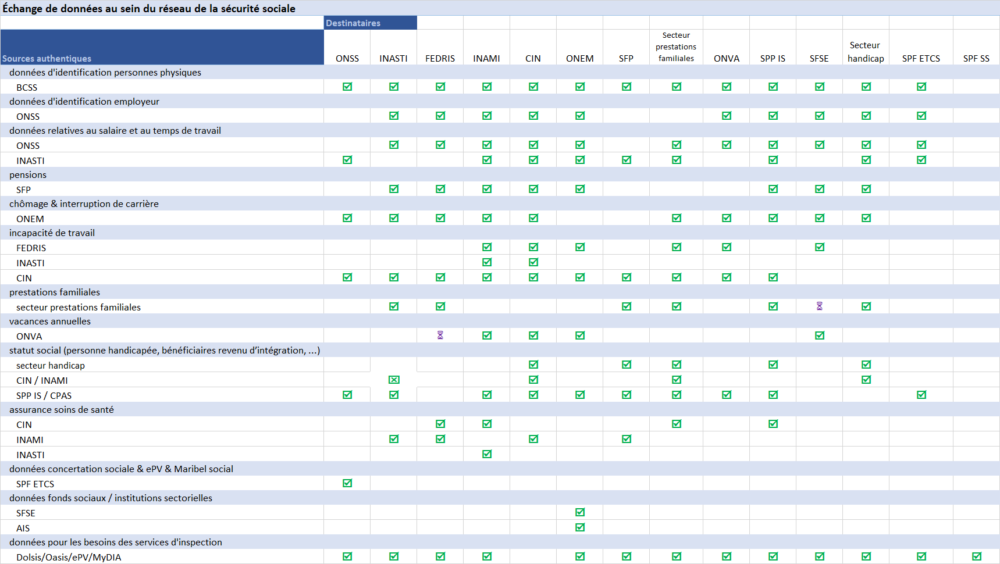 Échange de données au sein du réseau de la sécurité sociale
Destinataires
Sources authentiques ONSS INASTI FEDRIS INAMI CIN ONEM SFP Secteur prestations familiales ONVA SPP IS SFSE Secteur handicap SPF ETCS SPF SS
données d'identification personnes physiques
BCSS
données d'identification employeur
ONSS
données relatives au salaire et au temps de travail
ONSS
INASTI
pensions
SFP
chômage & interruption de carrière
ONEM
incapacité de travail
FEDRIS
INASTI
CIN
prestations familiales
secteur prestations familiales
vacances annuelles
ONVA
statut social (personne handicapée, bénéficiaires revenu d’intégration, …)
secteur handicap
CIN / INAMI
SPP IS / CPAS
assurance soins de santé
CIN
INAMI
INASTI
données concertation sociale & ePV & Maribel social
SPF ETCS
données fonds sociaux / institutions sectorielles
SFSE
AIS
données pour les besoins des services d'inspection
Dolsis/Oasis/ePV/MyDIA